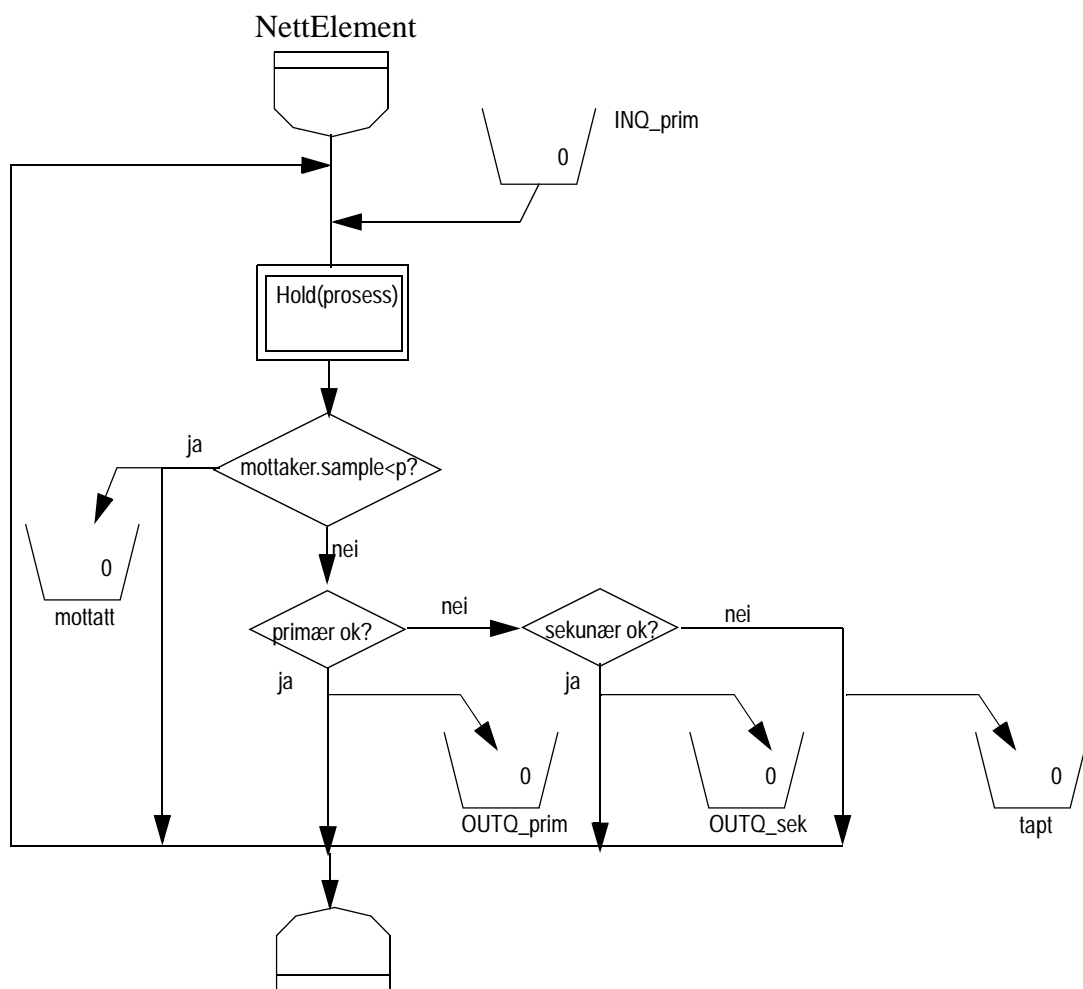 NettElement
INQ_prim
0
Hold(prosess)
ja
mottaker.sample<p?
nei
0
mottatt
primær ok?
nei
sekunær ok?
nei
ja
ja
0
0
0
OUTQ_prim
OUTQ_sek
tapt